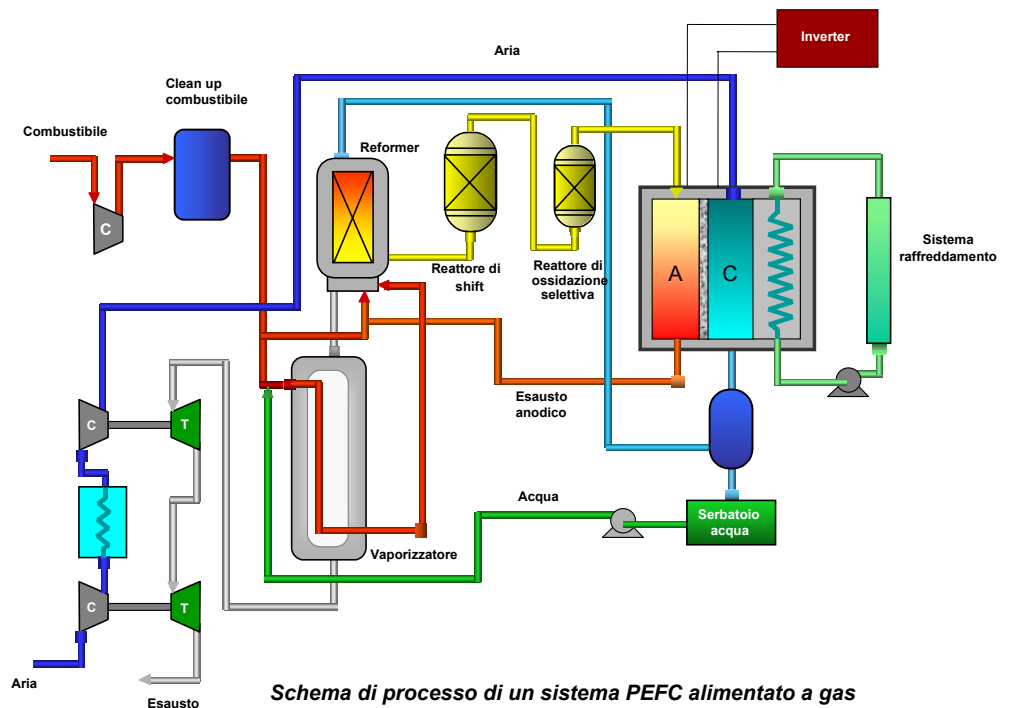 Inverter
Aria
Clean up
combustibile
Combustibile
Reformer
C
Reattore di
shift
Reattore di
ossidazione
selettiva
A
C
Sistema
raffreddamento
Esausto
anodico
C
T
Acqua
Serbatoio
acqua
Vaporizzatore
C
T
Aria
Esausto
Schema di processo di un sistema PEFC alimentato a gas